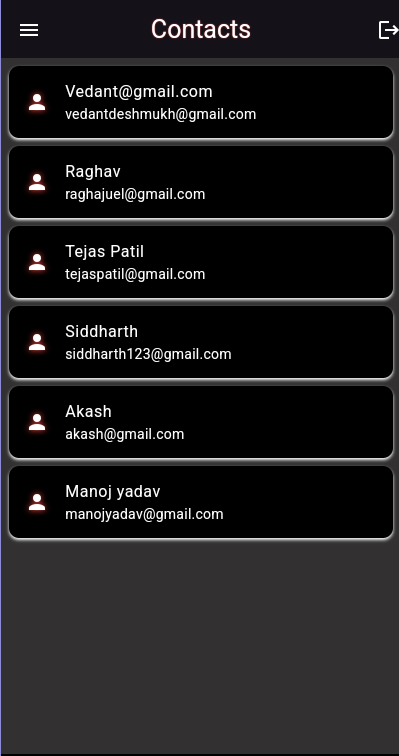 Contacts
Vedant@gmail.com
vedantdeshmukh@gmail.com
Raghav
raghajuel@gmail.com
Tejas Patil
tejaspatil@gmail.com
Siddharth
siddharth123@gmail.com
Akash
akash@gmail.com
Manoj yadav
manojyadav@gmail.com